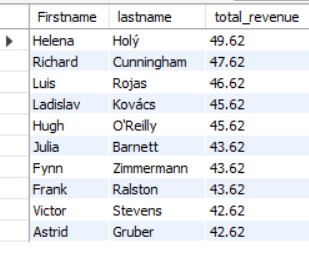 Firstname lastname total_revenue
Helena Holý 49.62
Richard Cunningham 47.62
Luis Rojas 46.62
Ladislav Kovács 45.62
Hugh O'Reilly 45.62
Julia Barnett 43.62
Fynn Zimmermann 43.62
Frank Ralston 43.62
Victor Stevens 42.62
Astrid Gruber 42.62